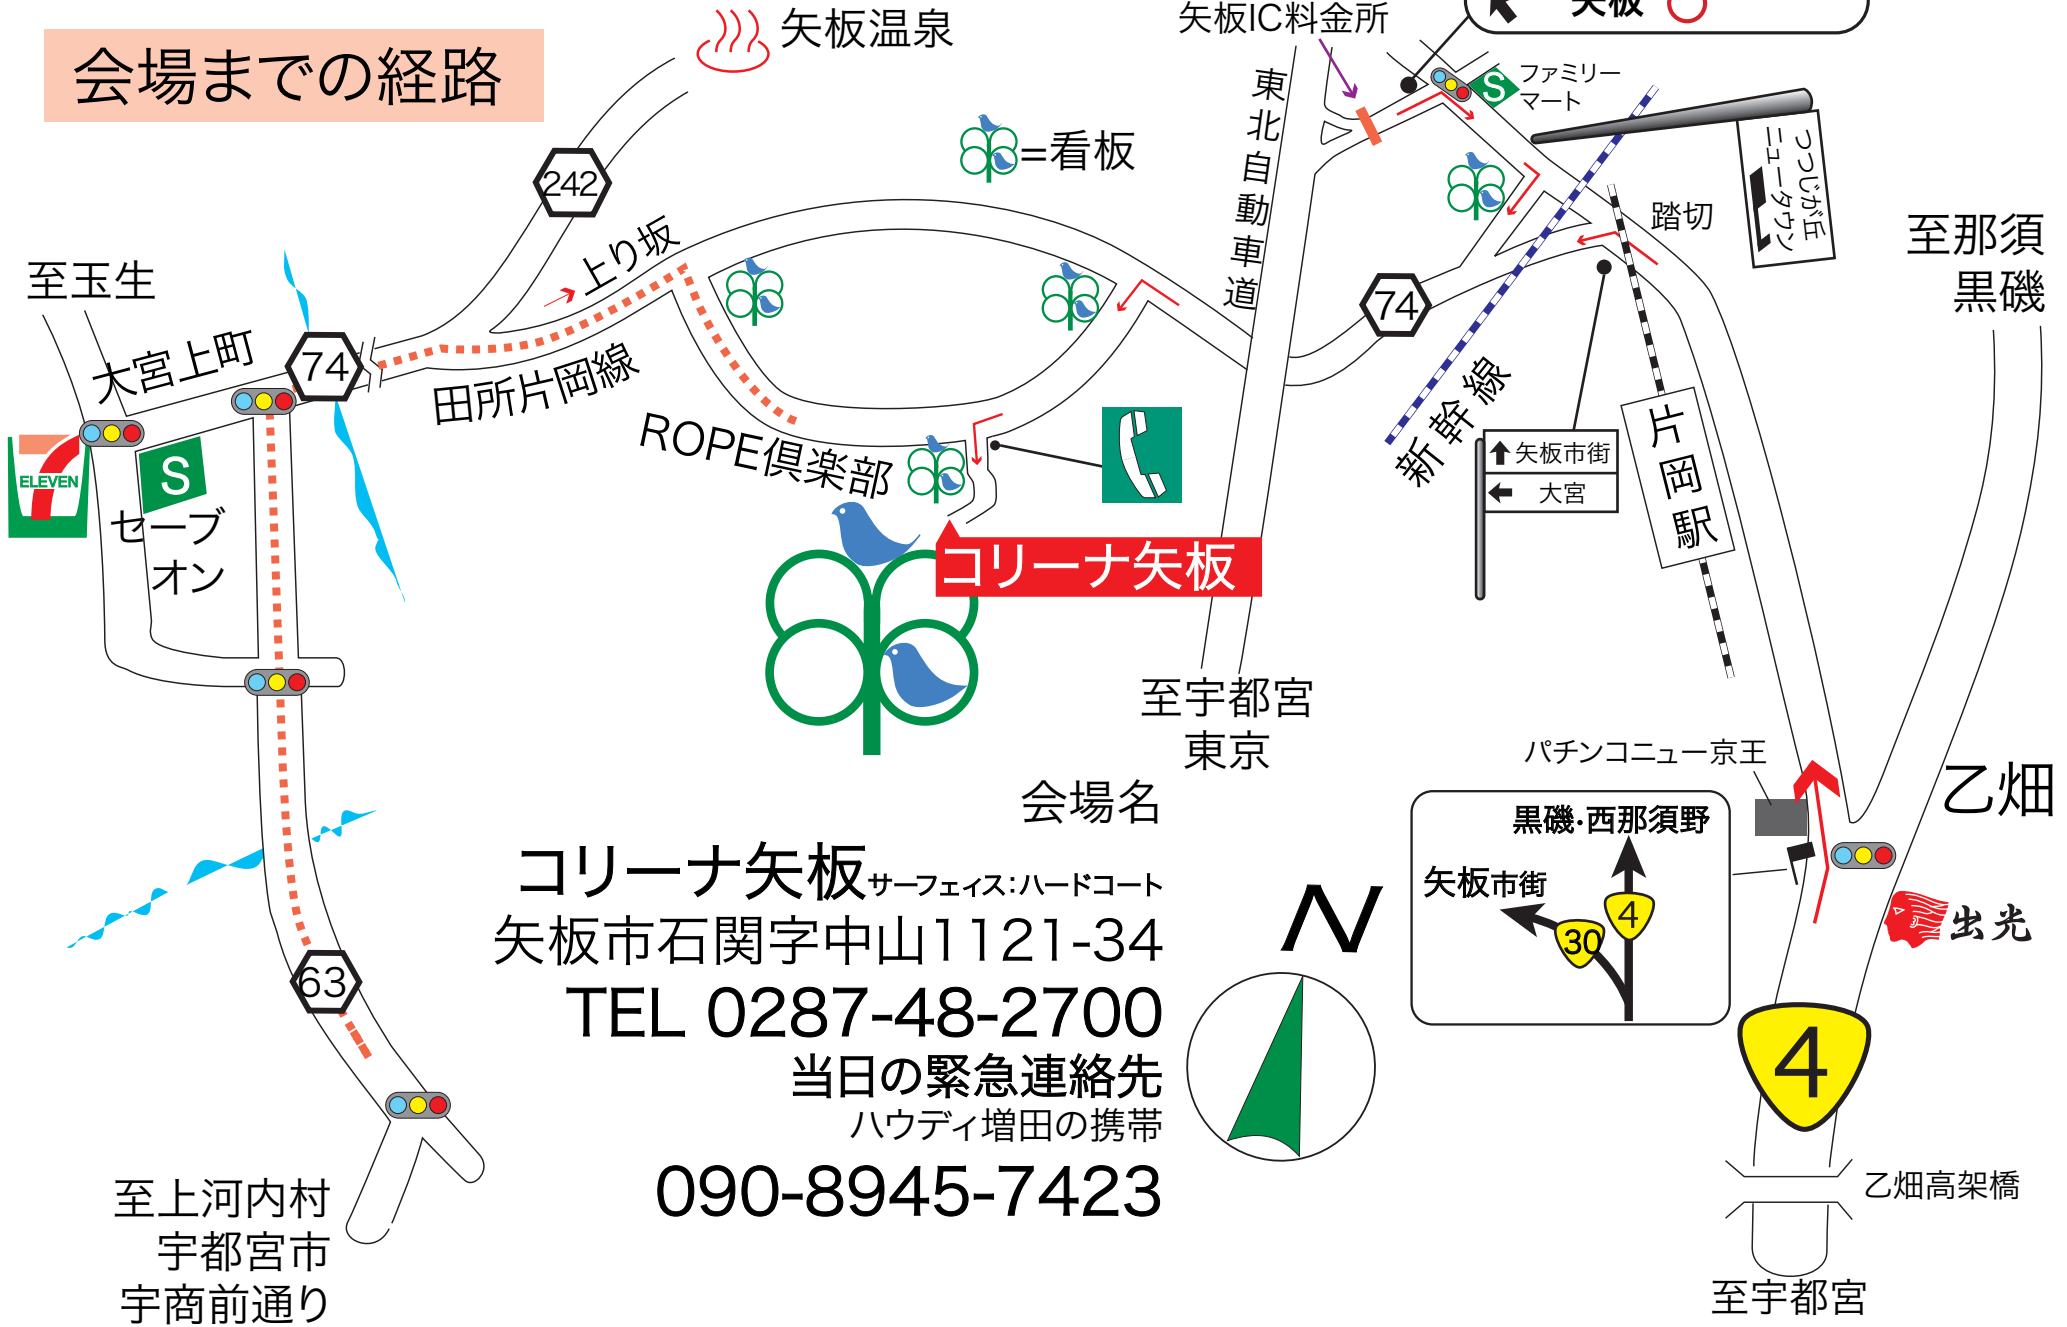 会場までの経路
矢板温泉
矢板IC料金所
矢板
ファミリー
マート
S
東北自動車道
=看板
242
上り坂
つつじが丘
ニュータウン
踏切
至那須
黒磯
至玉生
大宮上町
74
74
田所片岡線
新幹線
ROPE倶楽部
矢板市街
大宮
片岡駅
7
ELEVEN
S
セーブ
オン
コリーナ矢板
至宇都宮
東京
パチンコニュー京王
乙畑
黒磯・西那須野
矢板市街
4
30
出光
会場名
コリーナ矢板サーフェィス:ハードコート
矢板市石関字中山1121-34
TEL 0287-48-2700
当日の緊急連絡先
ハウディ増田の携帯
090-8945-7423
N
63
4
至上河内村
宇都宮市
宇商前通り
乙畑高架橋
至宇都宮